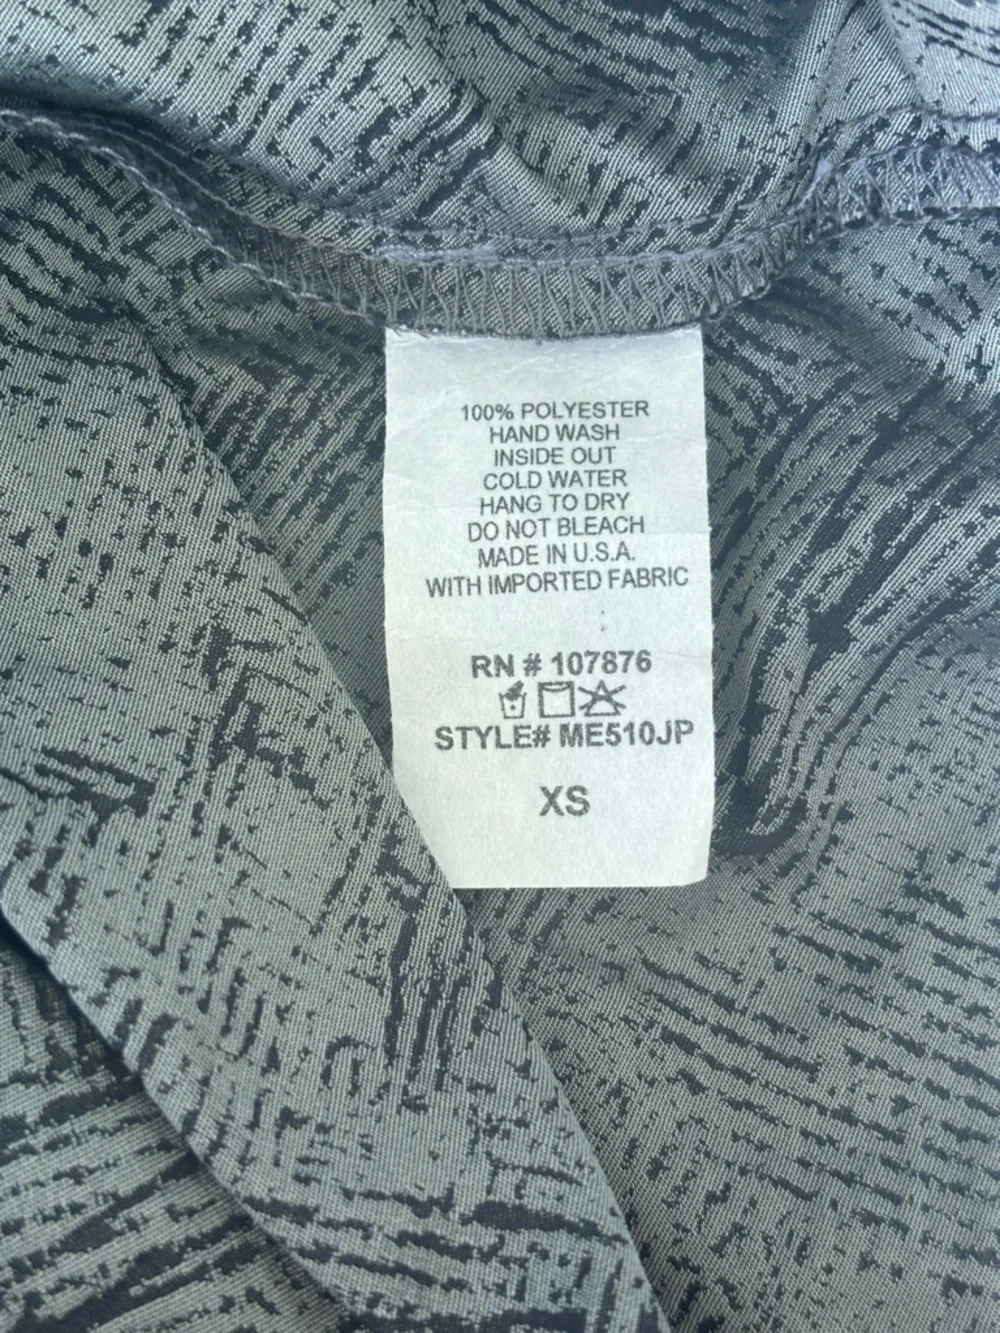 100% POLYESTER
HAND WASH
INSIDE OUT
COLD WATER
HANG TO DRY
DO NOT BLEACH
MADE IN U.S.A.
WITH IMPORTED FABRIC
RN # 107876
STYLE# ME510JP
XS